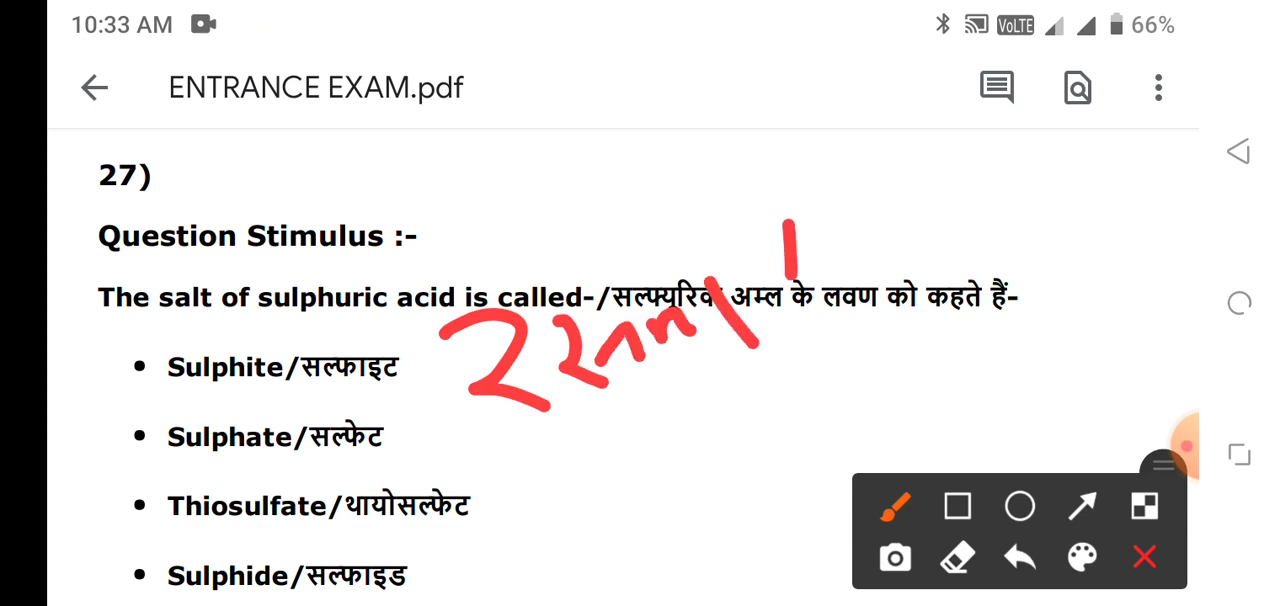 10:33 AM VoLTE 66%
ENTRANCE EXAM.pdf
27)
Question Stimulus :-
The salt of sulphuric acid is called-/सल्फ्यूरिक अम्ल के लवण को कहते हैं-
• Sulphite/सल्फाइट
• Sulphate/सल्फेट
• Thiosulfate/थायोसल्फेट
• Sulphide/सल्फाइड